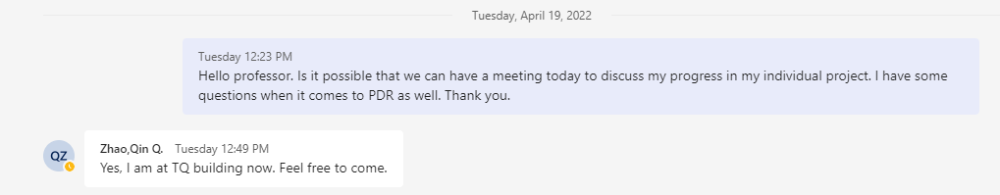 Tuesday, April 19, 2022
Tuesday 12:23 PM
Hello professor. Is it possible that we can have a meeting today to discuss my progress in my individual project. I have some
questions when it comes to PDR as well. Thank you.
QZ
Zhao,Qin Q. Tuesday 12:49 PM
Yes, I am at TQ building now. Feel free to come.